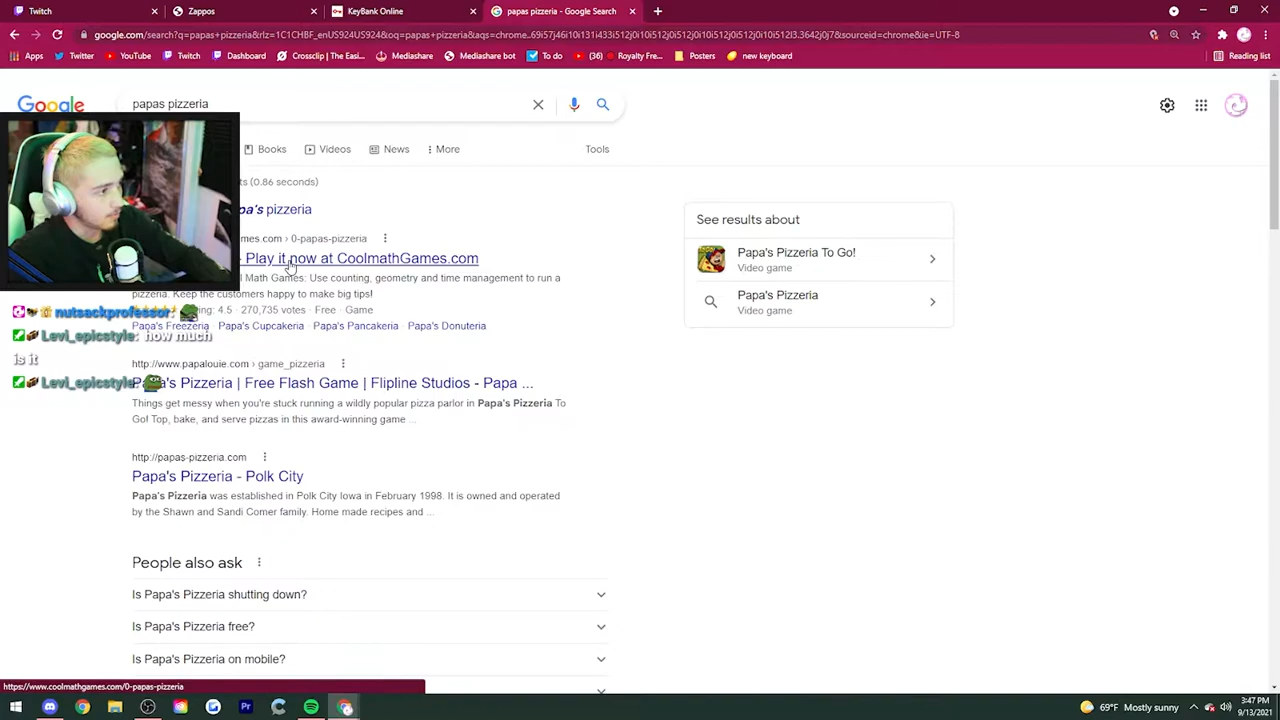 Twitch
Zappos
KeyBank Online
papas pizzeria - Google Search
google.com/search?q=papas+pizzeria&rlz=1C1CHBF_enUS924US924&oq=papas+pizzeria&aqs=chrome..69i57j46i10i131i433i512j0i10i512j0i512j0i10i512j0i512j0i10i512l3.3642j0j7&sourceid=chrome&ie=UTF-8
Apps
Twitter
YouTube
Twitch
Dashboard
Crossclip | The Easi...
Mediashare
Mediashare bot
To do
(36) Royalty Fre...
Posters
new keyboard
Reading list
Google
papas pizzeria
Books
Videos
News
More
Tools
(0.86 seconds)
pa's pizzeria
mes.com › 0-papas-pizzeria
Play it now at CoolmathGames.com
Math Games: Use counting, geometry and time management to run a
pizzeria. Keep the customers happy to make big tips!
4.5 · 270,735 votes · Free · Game
Papa's Freezeria · Papa's Cupcakeria · Papa's Pancakeria · Papa's Donuteria
http://www.papalouie.com › game_pizzeria
's Pizzeria | Free Flash Game | Flipline Studios - Papa ...
Things get messy when you're stuck running a wildly popular pizza parlor in Papa's Pizzeria To
Go! Top, bake, and serve pizzas in this award-winning game ...
http://papas-pizzeria.com
Papa's Pizzeria - Polk City
Papa's Pizzeria was established in Polk City Iowa in February 1998. It is owned and operated
by the Shawn and Sandi Comer family. Home made recipes and ...
People also ask
Is Papa's Pizzeria shutting down?
Is Papa's Pizzeria free?
Is Papa's Pizzeria on mobile?
See results about
Papa's Pizzeria To Go!
Video game
Papa's Pizzeria
Video game
nutsackprofessor:
Levi_epicstyle: how much
is it
Levi_epicstyle:
https://www.coolmathgames.com/0-papas-pizzeria
69°F Mostly sunny
3:47 PM
9/13/2021